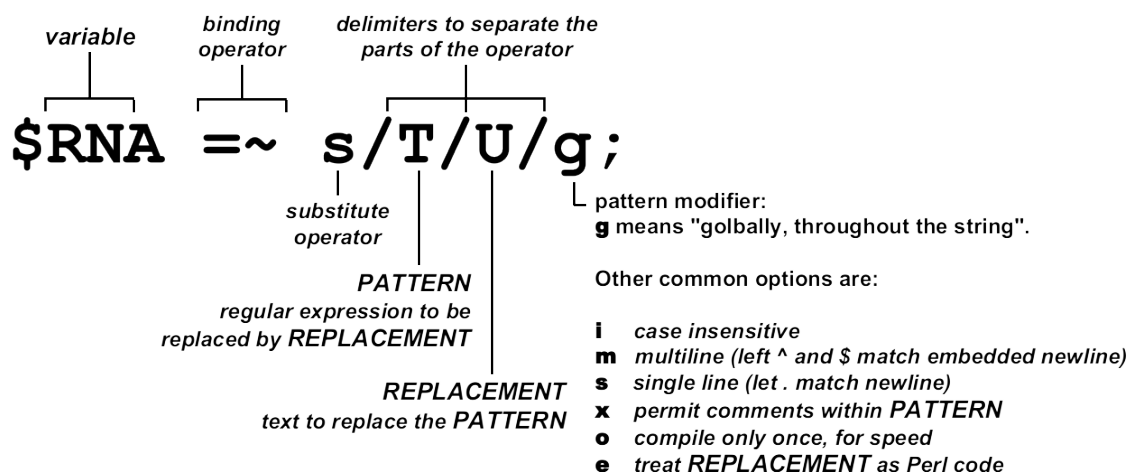 variable
binding
operator
delimiters to separate the
parts of the operator
$RNA =~ s/T/U/g;
substitute
operator
pattern modifier:
g means "golbally, throughout the string".
PATTERN
regular expression to be
replaced by REPLACEMENT
Other common options are:
i case insensitive
m multiline (left ^ and $ match embedded newline)
s single line (let . match newline)
x permit comments within PATTERN
o compile only once, for speed
e treat REPLACEMENT as Perl code
REPLACEMENT
text to replace the PATTERN